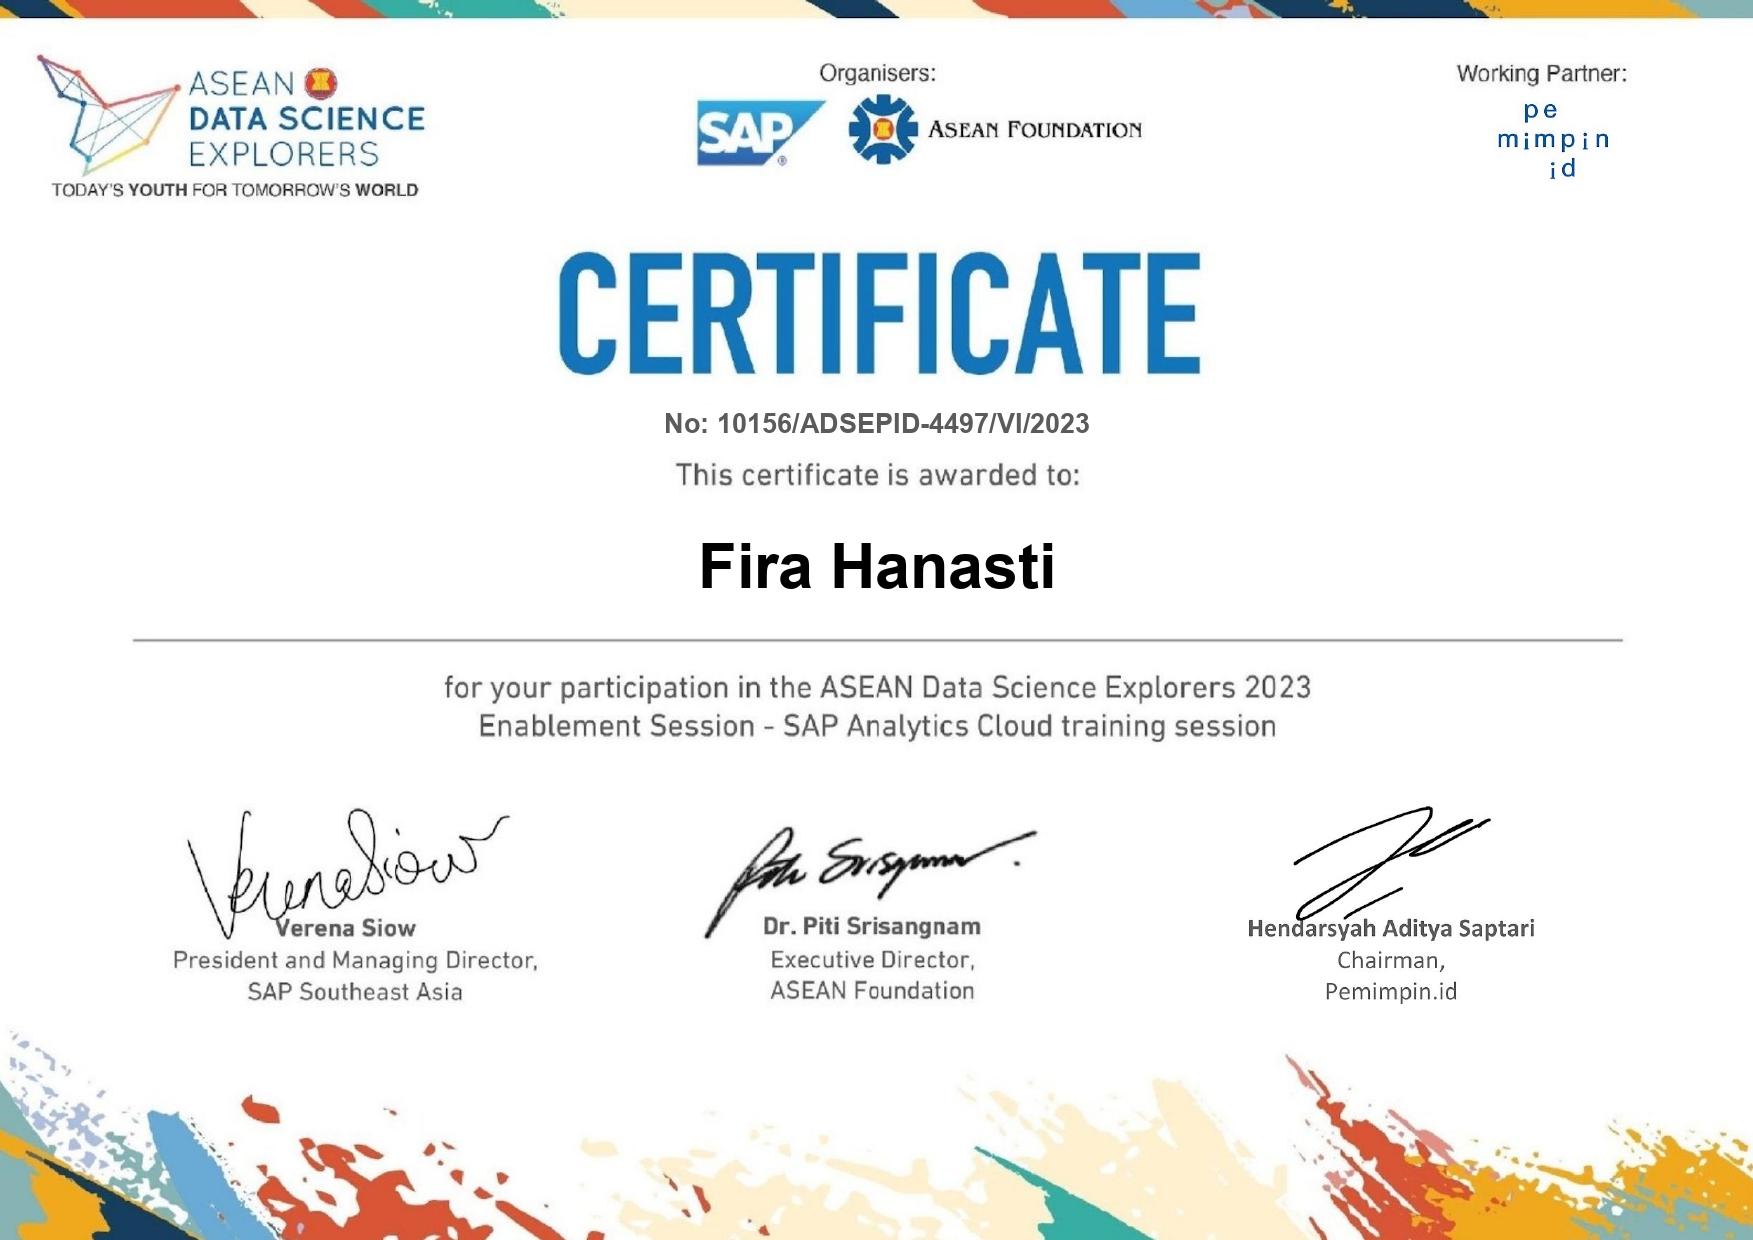 ASEAN
DATA SCIENCE
EXPLORERS
TODAY'S YOUTH FOR TOMORROW'S WORLD
Organisers:
SAP®
ASEAN FOUNDATION
Working Partner:
pe
mimpin
id
CERTIFICATE
No: 10156/ADSEPID-4497/VI/2023
This certificate is awarded to:
Fira Hanasti
for your participation in the ASEAN Data Science Explorers 2023
Enablement Session - SAP Analytics Cloud training session
Verena Siow
Verena Siow
President and Managing Director,
SAP Southeast Asia
Dr. Piti Srisangnam
Executive Director,
ASEAN Foundation
Hendarsyah Aditya Saptari
Chairman,
Pemimpin.id